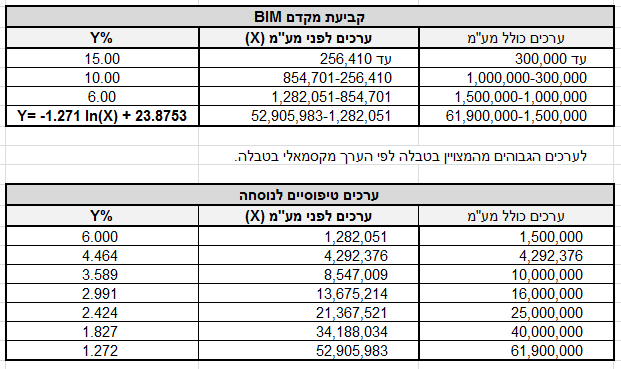 קביעת מקדם BIM
ערכים כולל מע"מ ערכים לפני מע"מ (X) Y%
עד 300,000 עד 256,410 15.00
1,000,000-300,000 854,701-256,410 10.00
1,500,000-1,000,000 1,282,051-854,701 6.00
61,900,000-1,500,000 52,905,983-1,282,051 Y= -1.271 ln(X) + 23.8753
לערכים הגבוהים מהמצויין בטבלה לפי הערך מקסמאלי בטבלה.
ערכים טיפוסיים לנוסחה
ערכים כולל מע"מ ערכים לפני מע"מ (X) Y%
1,500,000 1,282,051 6.000
4,292,376 4,292,376 4.464
10,000,000 8,547,009 3.589
16,000,000 13,675,214 2.991
25,000,000 21,367,521 2.424
40,000,000 34,188,034 1.827
61,900,000 52,905,983 1.272